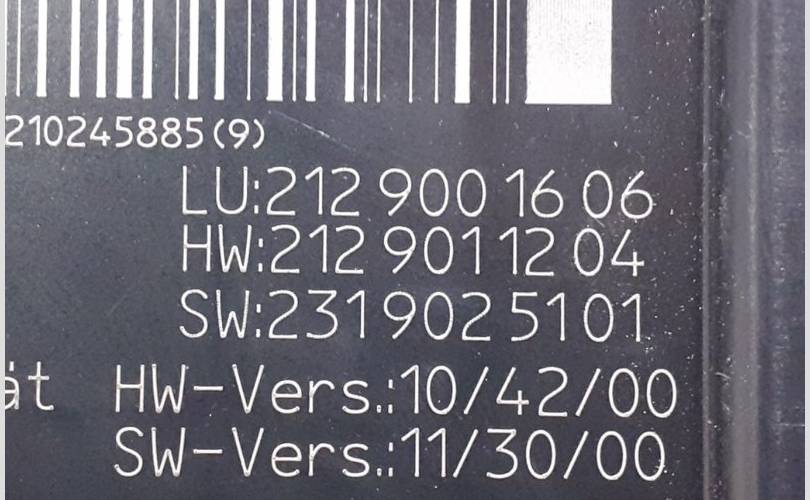 210245885(9)
LU:212 900 16 06
HW:212 901 12 04
SW:231 902 51 01
ät HW-Vers.:10/42/00
SW-Vers.:11/30/00